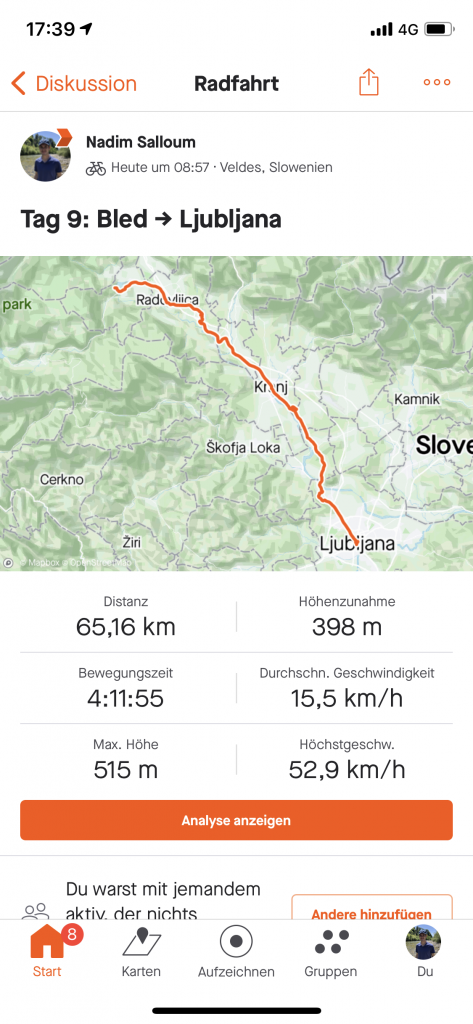 17:39
4G
Diskussion
Radfahrt
Nadim Salloum
Heute um 08:57 · Veldes, Slowenien
Tag 9: Bled → Ljubljana
park
Radovljica
Kranj
Kamnik
Slove
Škofja Loka
Cerkno
Žiri
Ljubljana
© Mapbox © OpenStreetMap
Distanz
65,16 km
Höhenzunahme
398 m
Bewegungszeit
4:11:55
Durchschn. Geschwindigkeit
15,5 km/h
Max. Höhe
515 m
Höchstgeschw.
52,9 km/h
Analyse anzeigen
Du warst mit jemandem
aktiv, der nichts
Andere hinzufügen
8
Start
Karten
Aufzeichnen
Gruppen
Du